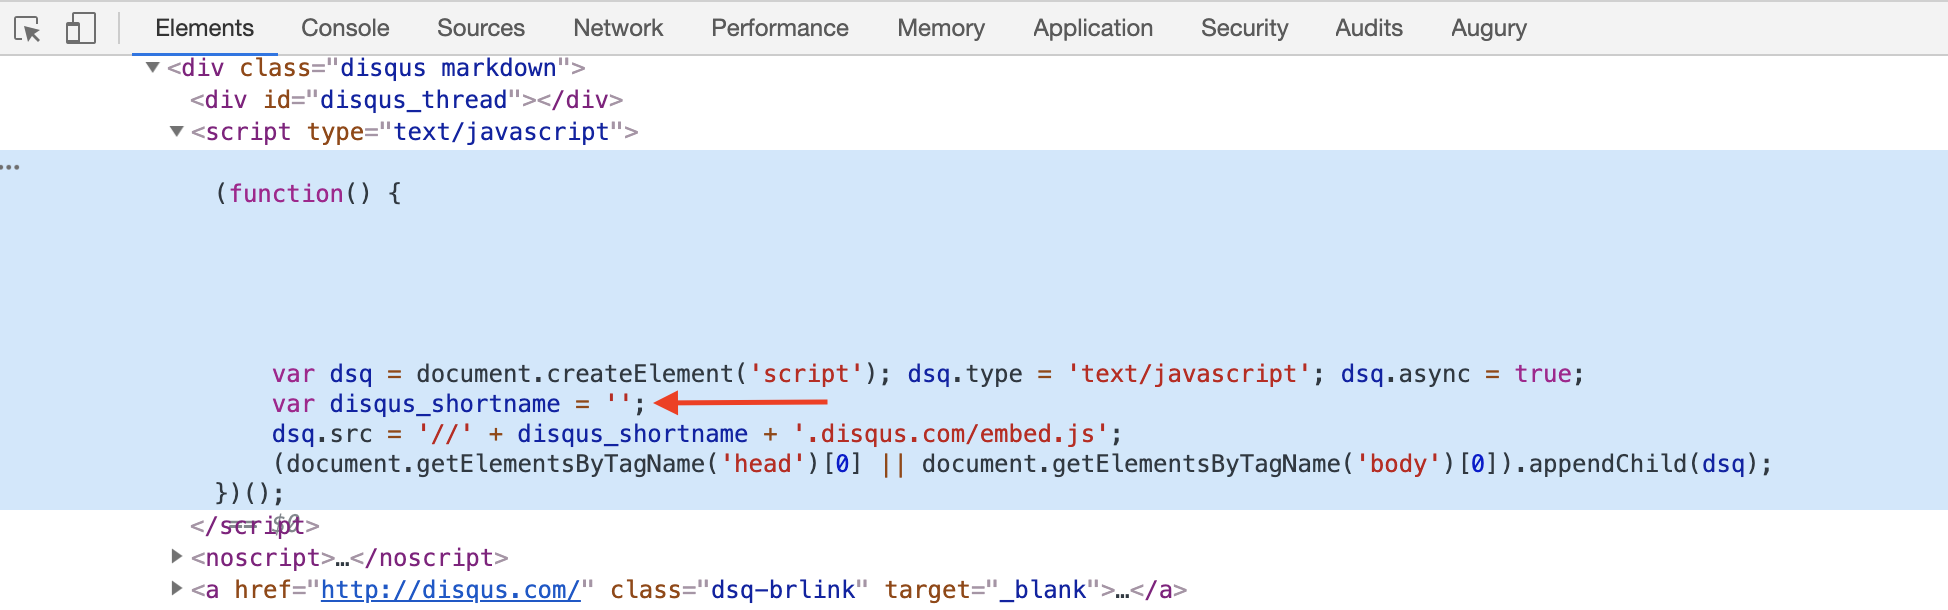 Elements Console Sources Network Performance Memory Application Security Audits Augury
<div class="disqus markdown">
<div id="disqus_thread"></div>
<script type="text/javascript">
…
(function() {
var dsq = document.createElement('script'); dsq.type = 'text/javascript'; dsq.async = true;
var disqus_shortname = '';
dsq.src = '//' + disqus_shortname + '.disqus.com/embed.js';
(document.getElementsByTagName('head')[0] || document.getElementsByTagName('body')[0]).appendChild(dsq);
})();
</script>
== $0
<noscript>…</noscript>
<a href="http://disqus.com/" class="dsq-brlink" target="_blank">…</a>